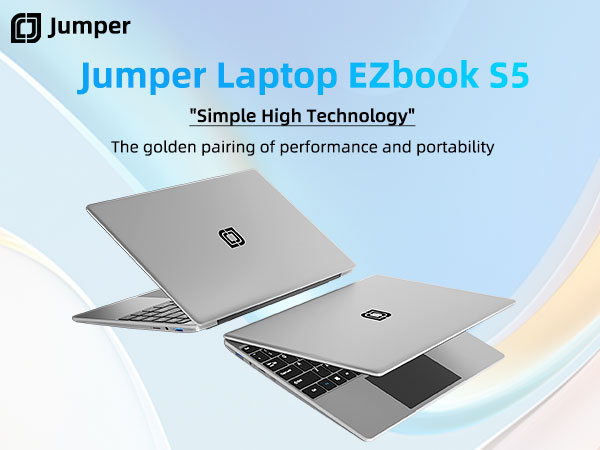 Jumper
Jumper Laptop EZbook S5
"Simple High Technology"
The golden pairing of performance and portability